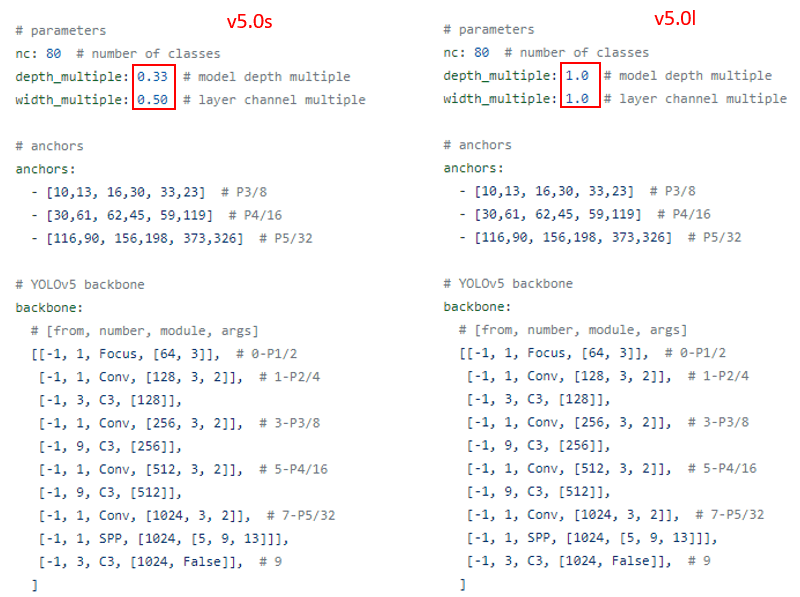 v5.0s
# parameters
nc: 80  # number of classes
depth_multiple: 0.33  # model depth multiple
width_multiple: 0.50  # layer channel multiple
# anchors
anchors:
  - [10,13, 16,30, 33,23]  # P3/8
  - [30,61, 62,45, 59,119]  # P4/16
  - [116,90, 156,198, 373,326]  # P5/32
# YOLOv5 backbone
backbone:
  # [from, number, module, args]
  [[-1, 1, Focus, [64, 3]],  # 0-P1/2
   [-1, 1, Conv, [128, 3, 2]],  # 1-P2/4
   [-1, 3, C3, [128]],
   [-1, 1, Conv, [256, 3, 2]],  # 3-P3/8
   [-1, 9, C3, [256]],
   [-1, 1, Conv, [512, 3, 2]],  # 5-P4/16
   [-1, 9, C3, [512]],
   [-1, 1, Conv, [1024, 3, 2]],  # 7-P5/32
   [-1, 1, SPP, [1024, [5, 9, 13]]],
   [-1, 3, C3, [1024, False]],  # 9
  ]
v5.0l
# parameters
nc: 80  # number of classes
depth_multiple: 1.0  # model depth multiple
width_multiple: 1.0  # layer channel multiple
# anchors
anchors:
  - [10,13, 16,30, 33,23]  # P3/8
  - [30,61, 62,45, 59,119]  # P4/16
  - [116,90, 156,198, 373,326]  # P5/32
# YOLOv5 backbone
backbone:
  # [from, number, module, args]
  [[-1, 1, Focus, [64, 3]],  # 0-P1/2
   [-1, 1, Conv, [128, 3, 2]],  # 1-P2/4
   [-1, 3, C3, [128]],
   [-1, 1, Conv, [256, 3, 2]],  # 3-P3/8
   [-1, 9, C3, [256]],
   [-1, 1, Conv, [512, 3, 2]],  # 5-P4/16
   [-1, 9, C3, [512]],
   [-1, 1, Conv, [1024, 3, 2]],  # 7-P5/32
   [-1, 1, SPP, [1024, [5, 9, 13]]],
   [-1, 3, C3, [1024, False]],  # 9
  ]